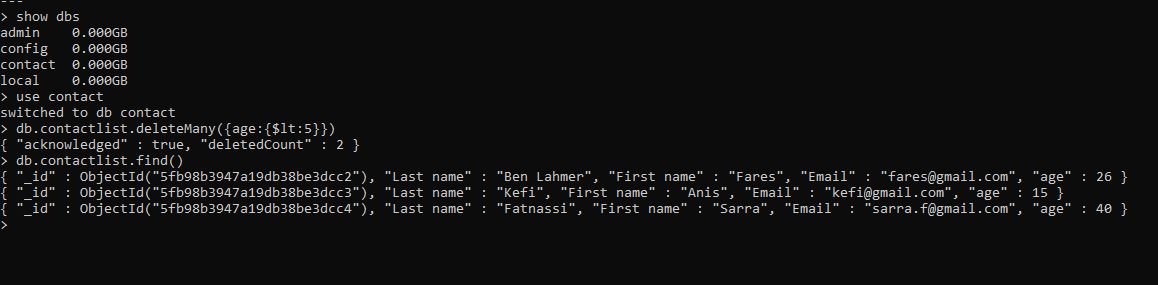 ---
> show dbs
admin    0.000GB
config   0.000GB
contact  0.000GB
local    0.000GB
> use contact
switched to db contact
> db.contactlist.deleteMany({age:{$lt:5}})
{ "acknowledged" : true, "deletedCount" : 2 }
> db.contactlist.find()
{ "_id" : ObjectId("5fb98b3947a19db38be3dcc2"), "Last name" : "Ben Lahmer", "First name" : "Fares", "Email" : "fares@gmail.com", "age" : 26 }
{ "_id" : ObjectId("5fb98b3947a19db38be3dcc3"), "Last name" : "Kefi", "First name" : "Anis", "Email" : "kefi@gmail.com", "age" : 15 }
{ "_id" : ObjectId("5fb98b3947a19db38be3dcc4"), "Last name" : "Fatnassi", "First name" : "Sarra", "Email" : "sarra.f@gmail.com", "age" : 40 }
>